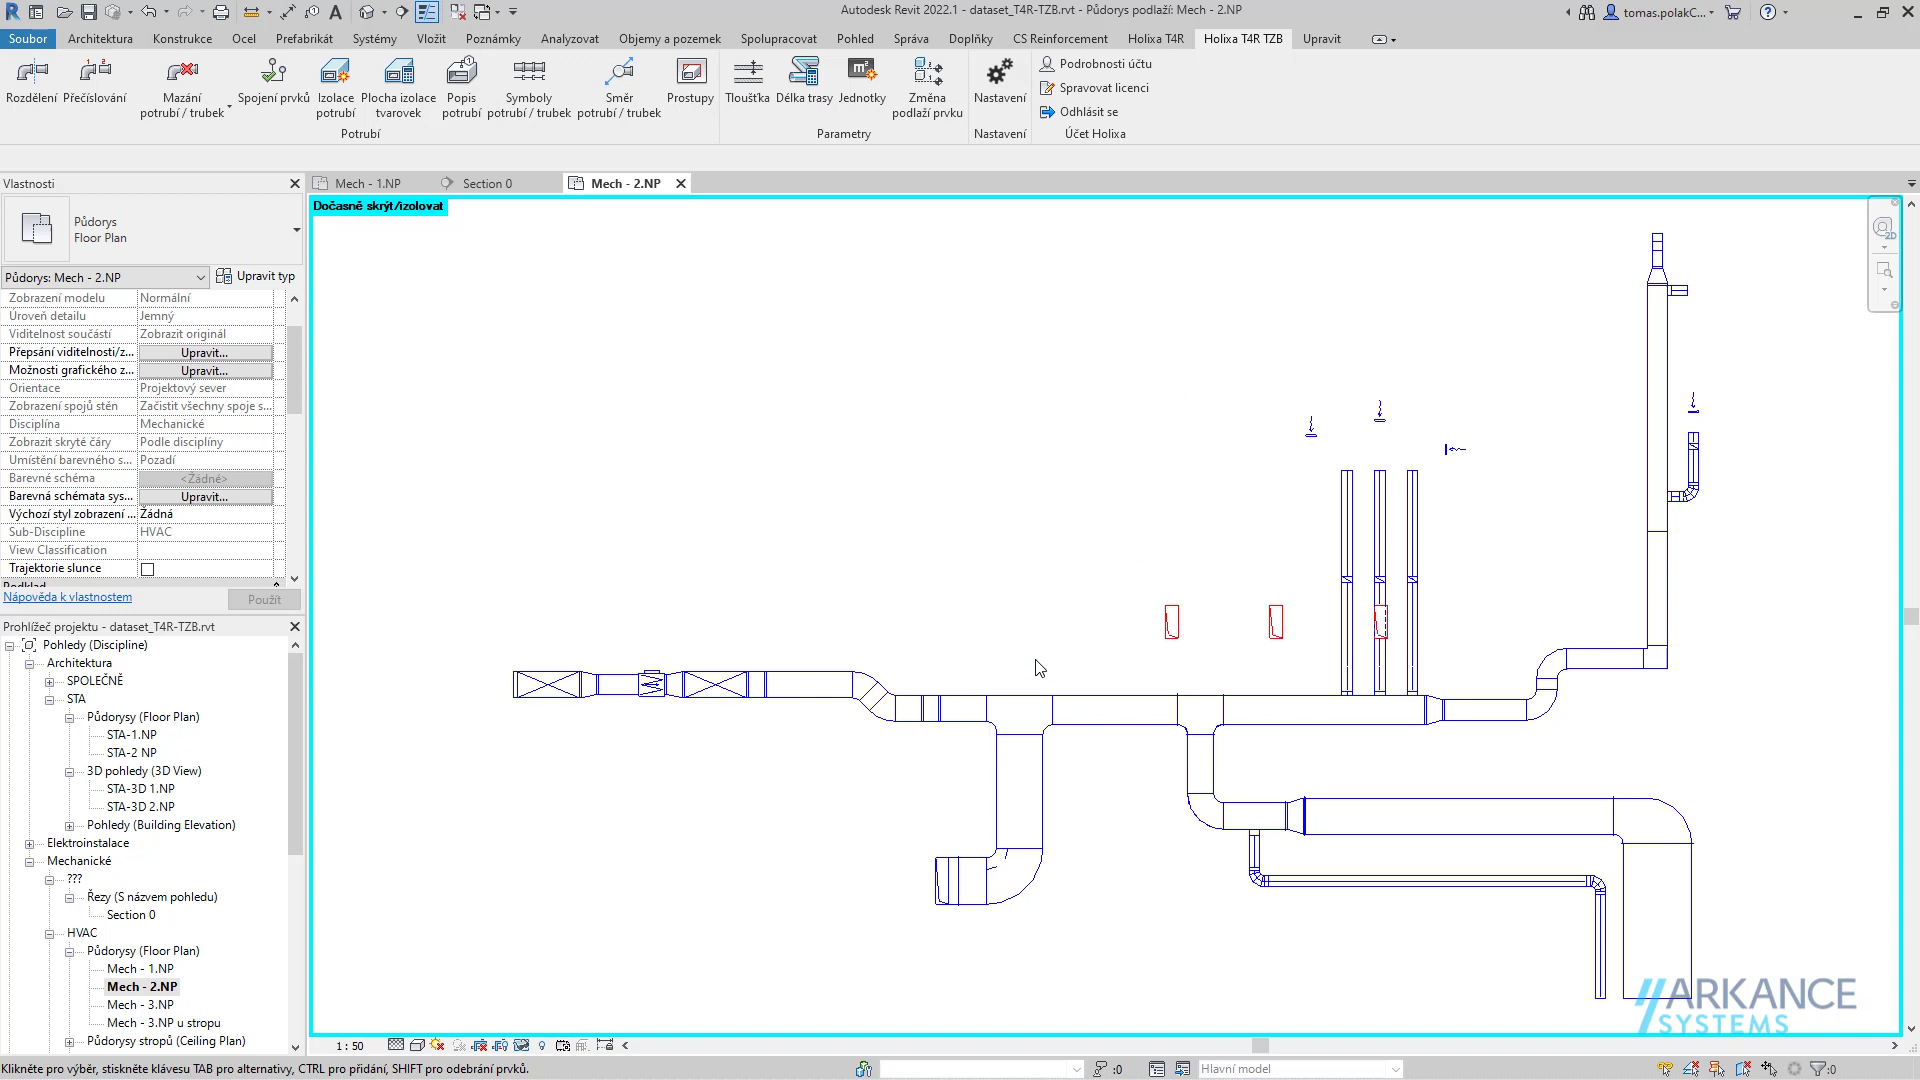 Autodesk Revit 2022.1 - dataset_T4R-TZB.rvt - Půdorys podlaží: Mech - 2.NP
tomas.polakC...
Soubor Architektura Konstrukce Ocel Prefabrikát Systémy Vložit Poznámky Analyzovat Objemy a pozemek Spolupracovat Pohled Správa Doplňky CS Reinforcement Holixa T4R Holixa T4R TZB Upravit
Rozdělení
Přečíslování
Mazání
potrubí / trubek
Spojení prvků
Izolace
potrubí
Plocha izolace
tvarovek
Popis
potrubí
Symboly
potrubí / trubek
Směr
potrubí / trubek
Prostupy
Potrubí
Tloušťka
Délka trasy
Jednotky
Změna
podlaží prvku
Parametry
Nastavení
Nastavení
Podrobnosti účtu
Spravovat licenci
Odhlásit se
Účet Holixa
Vlastnosti
Mech - 1.NP
Section 0
Mech - 2.NP
Dočasně skrýt/izolovat
2D
Půdorys
Floor Plan
Půdorys: Mech - 2.NP
Upravit typ
Zobrazení modelu Normální
Úroveň detailu Jemný
Viditelnost součástí Zobrazit originál
Přepsání viditelnosti/z... Upravit...
Možnosti grafického z... Upravit...
Orientace Projektový sever
Zobrazení spojů stěn Začistit všechny spoje s...
Disciplína Mechanické
Zobrazit skryté čáry Podle disciplíny
Umístění barevného s... Pozadí
Barevné schéma <Žádné>
Barevná schémata sys... Upravit...
Výchozí styl zobrazení ... Žádná
Sub-Discipline HVAC
View Classification
Trajektorie slunce
Podklad
Nápověda k vlastnostem
Použít
Prohlížeč projektu - dataset_T4R-TZB.rvt
Pohledy (Discipline)
Architektura
SPOLEČNĚ
STA
Půdorysy (Floor Plan)
STA-1.NP
STA-2 NP
3D pohledy (3D View)
STA-3D 1.NP
STA-3D 2.NP
Pohledy (Building Elevation)
Elektroinstalace
Mechanické
???
Řezy (S názvem pohledu)
Section 0
HVAC
Půdorysy (Floor Plan)
Mech - 1.NP
Mech - 2.NP
Mech - 3.NP
Mech - 3.NP u stropu
Půdorysy stropů (Ceiling Plan)
ARKANCE
SYSTEMS
1 : 50
Klikněte pro výběr, stiskněte klávesu TAB pro alternativy, CTRL pro přidání, SHIFT pro odebrání prvků.
:0
Hlavní model
:0